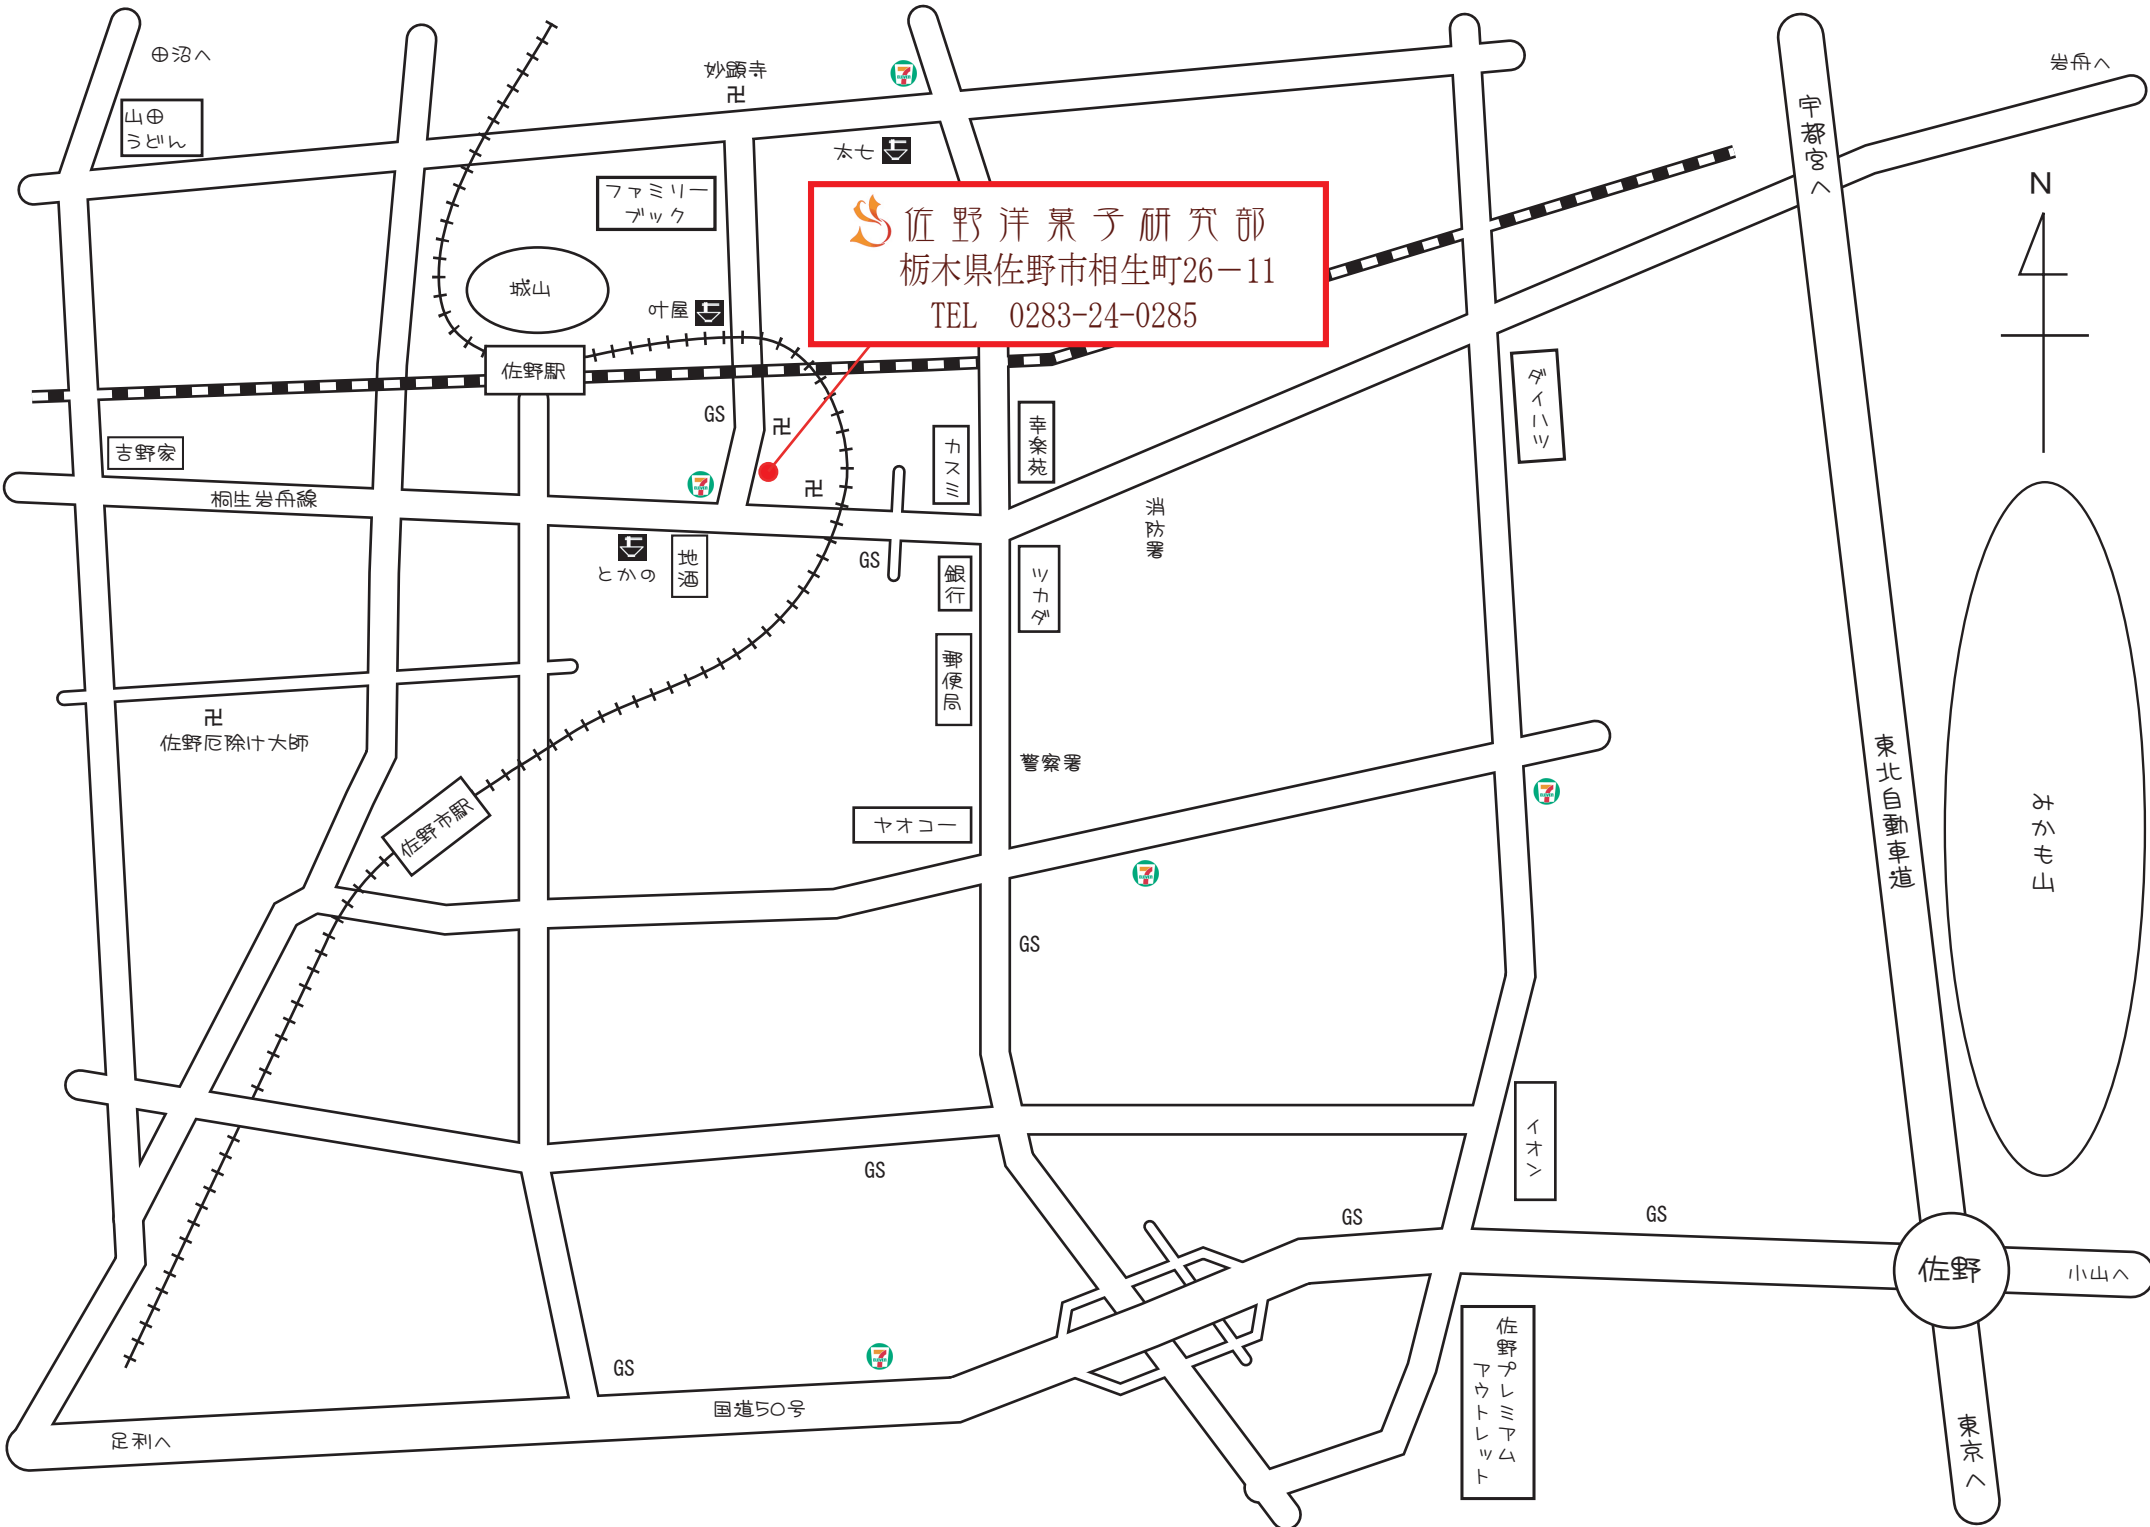 田沼へ
山田
うどん
妙顕寺
卍
太七
ファミリー
ブック
佐野洋菓子研究部
栃木県佐野市相生町26－11
TEL　0283-24-0285
岩舟へ
宇都宮へ
N
城山
叶屋
佐野駅
GS
卍
卍
カスミ
幸楽苑
ダイハツ
吉野家
桐生岩舟線
消防署
とかの
地酒
GS
銀行
ツカダ
郵便局
卍
佐野厄除け大師
警察署
ヤオコー
佐野市駅
東北自動車道
みかも山
GS
イオン
GS
GS
GS
佐野
小山へ
GS
佐野プレミアム
アウトレット
国道50号
足利へ
東京へ